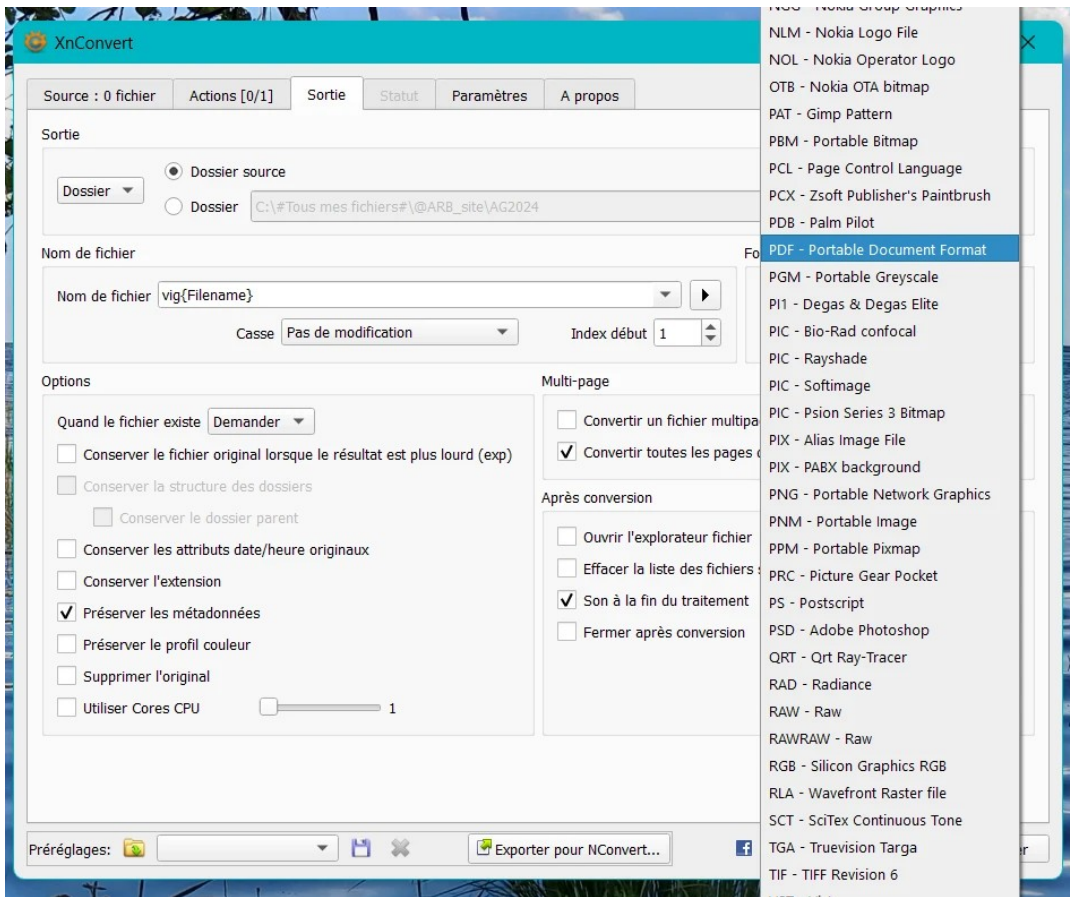 XnConvert
Source : 0 fichier
Actions [0/1]
Sortie
Statut
Paramètres
A propos
Sortie
Dossier
Dossier source
Dossier
C:\#Tous mes fichiers#\@ARB_site\AG2024
Nom de fichier
Fo
Nom de fichier
vig{Filename}
Casse
Pas de modification
Index début
1
Options
Quand le fichier existe
Demander
Conserver le fichier original lorsque le résultat est plus lourd (exp)
Conserver la structure des dossiers
Conserver le dossier parent
Conserver les attributs date/heure originaux
Conserver l'extension
Préserver les métadonnées
Préserver le profil couleur
Supprimer l'original
Utiliser Cores CPU
1
Multi-page
Convertir un fichier multipa
Convertir toutes les pages
Après conversion
Ouvrir l'explorateur fichier
Effacer la liste des fichiers
Son à la fin du traitement
Fermer après conversion
Préréglages:
Exporter pour NConvert...
NLM - Nokia Logo File
NOL - Nokia Operator Logo
OTB - Nokia OTA bitmap
PAT - Gimp Pattern
PBM - Portable Bitmap
PCL - Page Control Language
PCX - Zsoft Publisher's Paintbrush
PDB - Palm Pilot
PDF - Portable Document Format
PGM - Portable Greyscale
PI1 - Degas & Degas Elite
PIC - Bio-Rad confocal
PIC - Rayshade
PIC - Softimage
PIC - Psion Series 3 Bitmap
PIX - Alias Image File
PIX - PABX background
PNG - Portable Network Graphics
PNM - Portable Image
PPM - Portable Pixmap
PRC - Picture Gear Pocket
PS - Postscript
PSD - Adobe Photoshop
QRT - Qrt Ray-Tracer
RAD - Radiance
RAW - Raw
RAWRAW - Raw
RGB - Silicon Graphics RGB
RLA - Wavefront Raster file
SCT - SciTex Continuous Tone
TGA - Truevision Targa
TIF - TIFF Revision 6